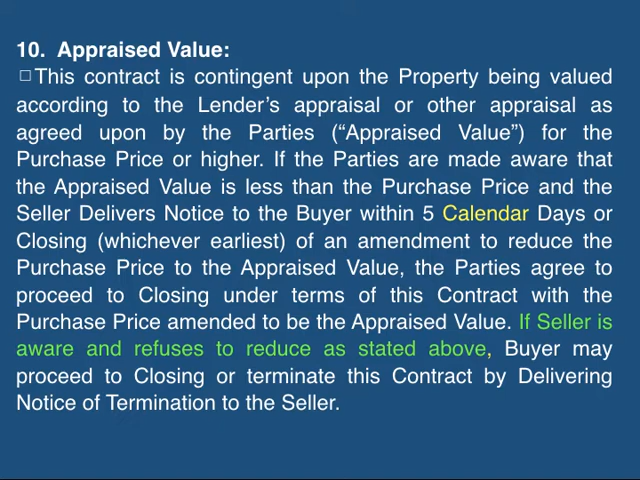 10. Appraised Value:
□This contract is contingent upon the Property being valued
according to the Lender’s appraisal or other appraisal as
agreed upon by the Parties (“Appraised Value”) for the
Purchase Price or higher. If the Parties are made aware that
the Appraised Value is less than the Purchase Price and the
Seller Delivers Notice to the Buyer within 5 Calendar Days or
Closing (whichever earliest) of an amendment to reduce the
Purchase Price to the Appraised Value, the Parties agree to
proceed to Closing under terms of this Contract with the
Purchase Price amended to be the Appraised Value. If Seller is
aware and refuses to reduce as stated above, Buyer may
proceed to Closing or terminate this Contract by Delivering
Notice of Termination to the Seller.